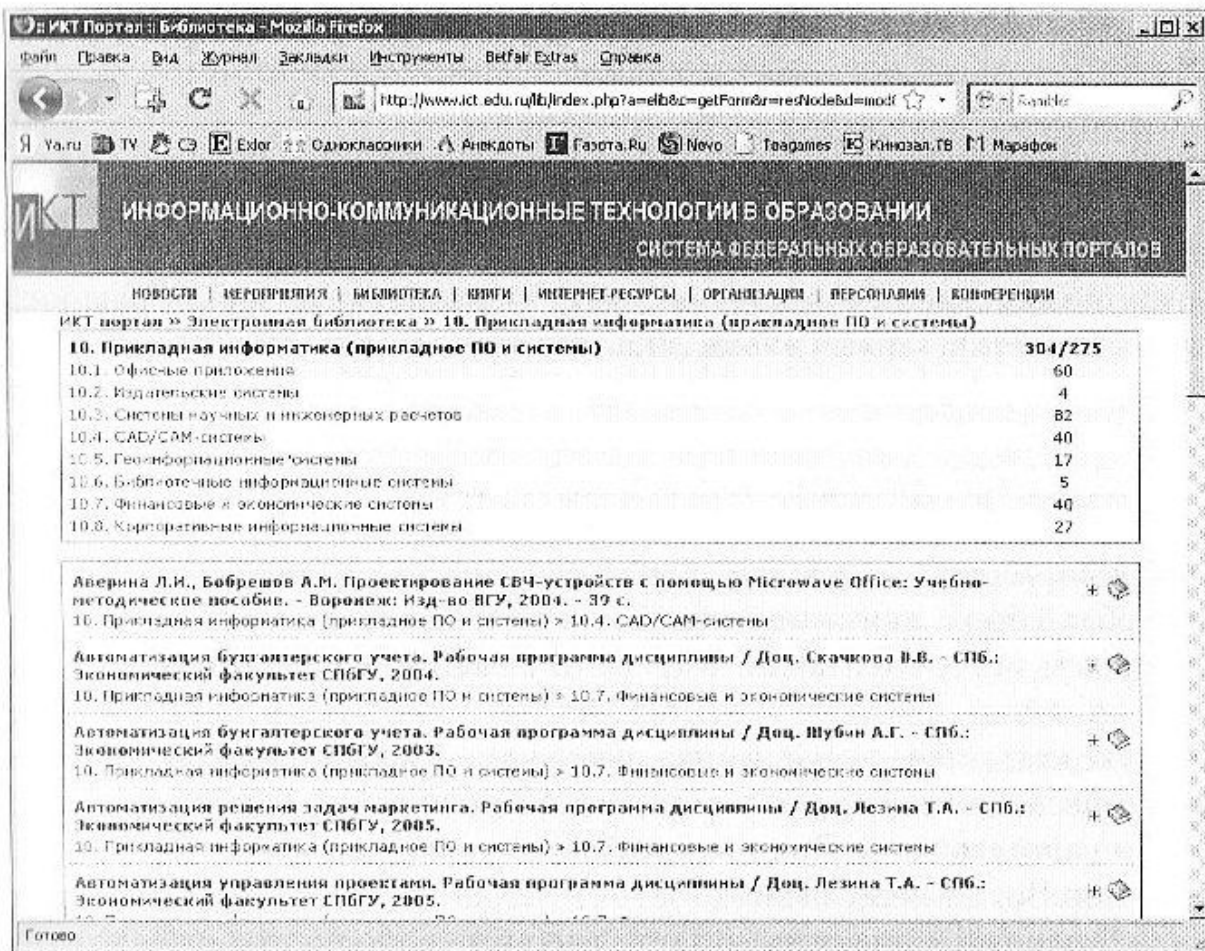 :: ИКТ Портал :: Библиотека - Mozilla Firefox
Файл Правка Вид Журнал Закладки Инструменты Betfair Extras Справка
http://www.ict.edu.ru/lib/index.php?a=elib&c=getForm&r=resNode&d=mod( Rambler
Ya.ru TV СЭ Exler Одноклассники Анекдоты Газета.Ru Nevo Teagames Кинозал.ТВ Марафон
ИКТ
ИНФОРМАЦИОННО-КОММУНИКАЦИОННЫЕ ТЕХНОЛОГИИ В ОБРАЗОВАНИИ
СИСТЕМА ФЕДЕРАЛЬНЫХ ОБРАЗОВАТЕЛЬНЫХ ПОРТАЛОВ
НОВОСТИ | МЕРОПРИЯТИЯ | БИБЛИОТЕКА | КНИГИ | ИНТЕРНЕТ-РЕСУРСЫ | ОРГАНИЗАЦИИ | ПЕРСОНАЛИИ | КОНФЕРЕНЦИИ
ИКТ портал » Электронная библиотека » 10. Прикладная информатика (прикладное ПО и системы)
10. Прикладная информатика (прикладное ПО и системы) 304/275
10.1. Офисные приложения 60
10.2. Издательские системы 4
10.3. Системы научных и инженерных расчетов 82
10.4. CAD/CAM-системы 40
10.5. Геоинформационные системы 17
10.6. Библиотечные информационные системы 5
10.7. Финансовые и экономические системы 40
10.8. Корпоративные информационные системы 27
Аверина Л.И., Бобрешов А.М. Проектирование СВЧ-устройств с помощью Microwave Office: Учебно-
методическое пособие. - Воронеж: Изд-во ВГУ, 2004. - 39 с.
10. Прикладная информатика (прикладное ПО и системы) > 10.4. CAD/CAM-системы
Автоматизация бухгалтерского учета. Рабочая программа дисциплины / Доц. Скачкова В.В. - СПб.:
Экономический факультет СПбГУ, 2004.
10. Прикладная информатика (прикладное ПО и системы) > 10.7. Финансовые и экономические системы
Автоматизация бухгалтерского учета. Рабочая программа дисциплины / Доц. Шубин А.Г. - СПб.:
Экономический факультет СПбГУ, 2003.
10. Прикладная информатика (прикладное ПО и системы) > 10.7. Финансовые и экономические системы
Автоматизация решения задач маркетинга. Рабочая программа дисциплины / Доц. Лезина Т.А. - СПб.:
Экономический факультет СПбГУ, 2005.
10. Прикладная информатика (прикладное ПО и системы) > 10.7. Финансовые и экономические системы
Автоматизация управления проектами. Рабочая программа дисциплины / Доц. Лезина Т.А. - СПб.:
Экономический факультет СПбГУ, 2005.
Готово